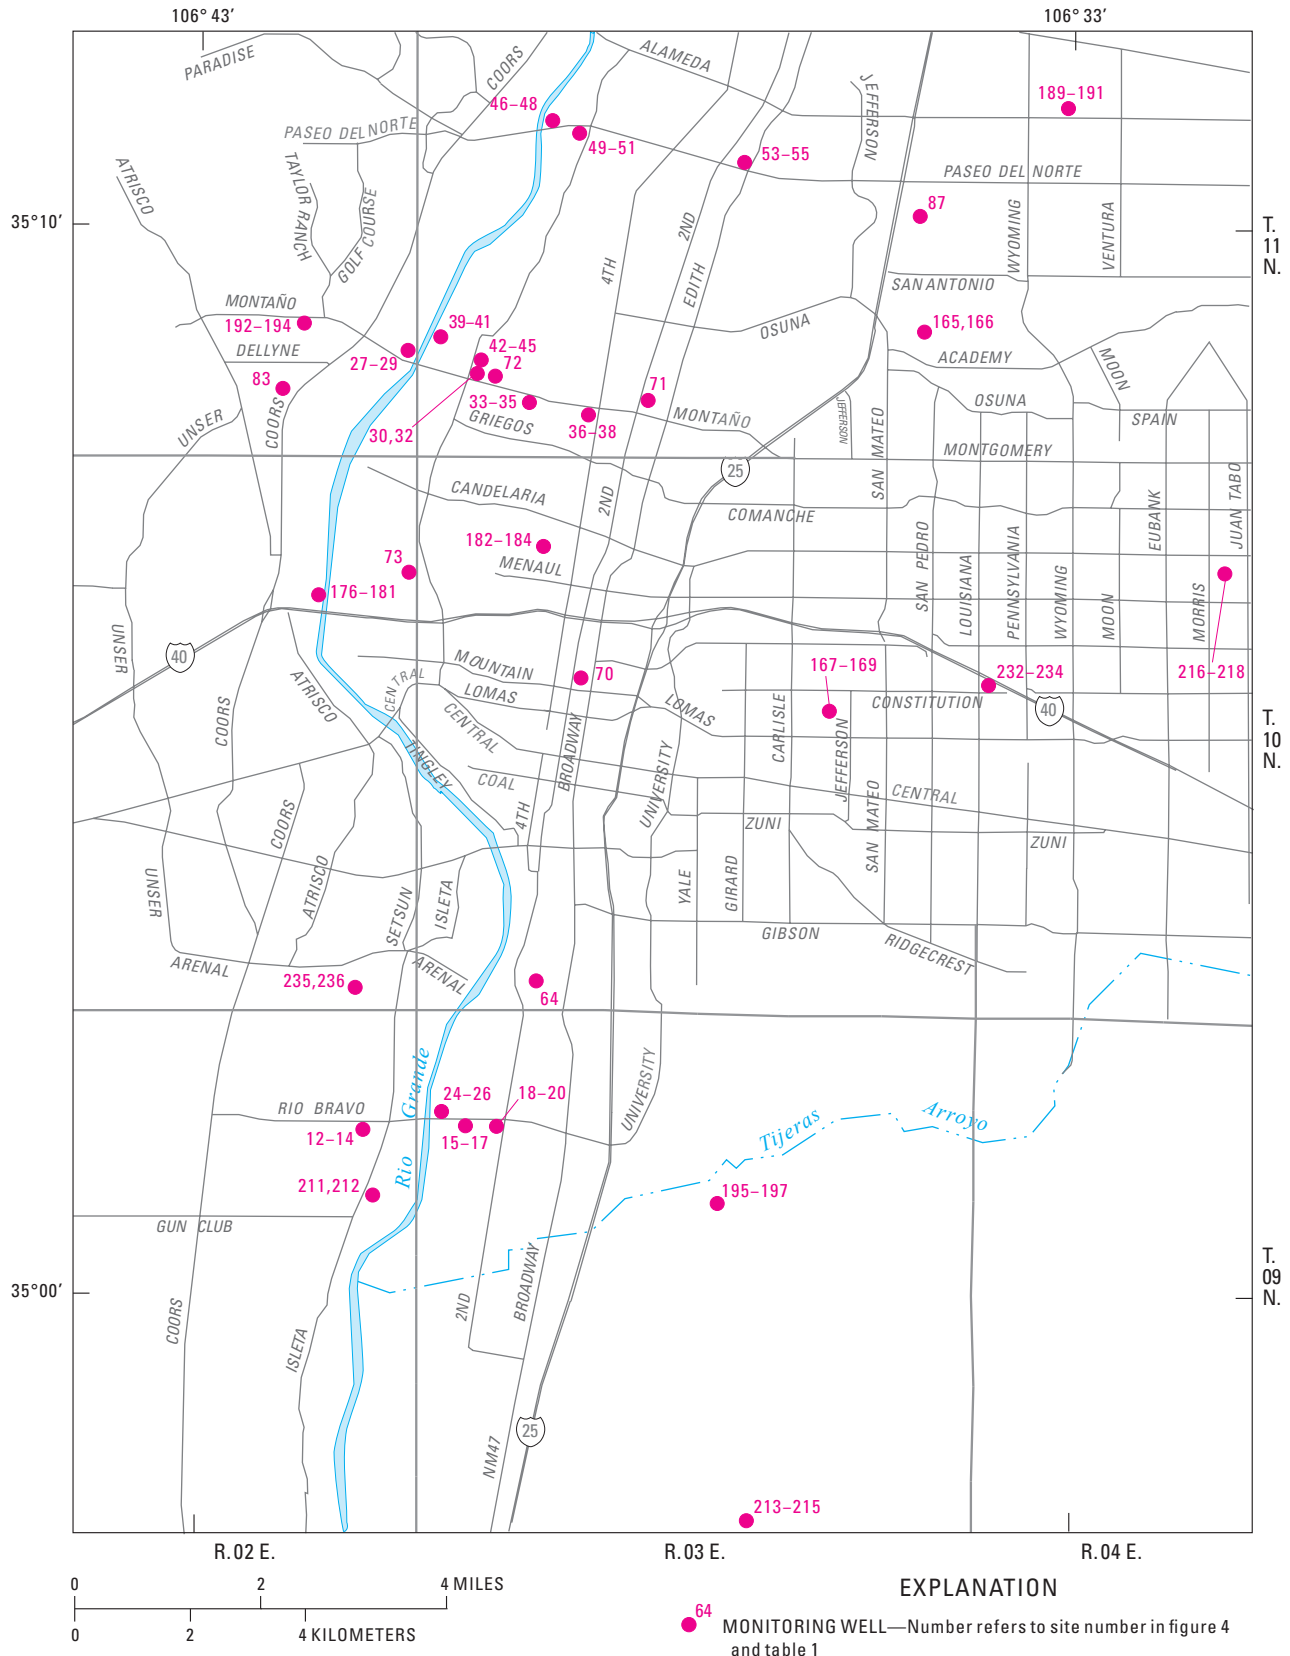 106° 43′
106° 33′
PARADISE
COORS
ALAMEDA
JEFFERSON
189–191
46–48
PASEO DEL NORTE
49–51
53–55
PASEO DEL NORTE
ATRISCO
TAYLOR RANCH
GOLF COURSE
87
35°10′
2ND
WYOMING
VENTURA
T.
11
N.
4TH
EDITH
SAN ANTONIO
MONTAÑO
192–194
39–41
OSUNA
165,166
DELLYNE
27–29
42–45
72
ACADEMY
MOON
83
33–35
71
OSUNA
UNSER
COORS
30,32
GRIEGOS
36–38
MONTAÑO
JEFFERSON
SAN MATEO
SPAIN
MONTGOMERY
25
CANDELARIA
2ND
COMANCHE
EUBANK
JUAN TABO
182–184
MENAUL
73
176–181
SAN PEDRO
LOUISIANA
PENNSYLVANIA
WYOMING
MOON
MORRIS
UNSER
40
ATRISCO
CENTRAL
MOUNTAIN
LOMAS
70
167–169
232–234
216–218
COORS
CENTRAL
LOMAS
CONSTITUTION
40
T.
10
N.
TINGLEY
COAL
BROADWAY
UNIVERSITY
CARLISLE
JEFFERSON
CENTRAL
COORS
4TH
ZUNI
SAN MATEO
ZUNI
UNSER
ATRISCO
SETSUN
ISLETA
YALE
GIRARD
GIBSON
RIDGECREST
ARENAL
ARENAL
235,236
64
Rio Grande
UNIVERSITY
24–26
18–20
RIO BRAVO
12–14
15–17
Tijeras Arroyo
211,212
195–197
GUN CLUB
35°00′
T.
09
N.
COORS
ISLETA
2ND
BROADWAY
25
NM47
213–215
R. 02 E.
R. 03 E.
R. 04 E.
0 2 4 MILES
0 2 4 KILOMETERS
EXPLANATION
64
MONITORING WELL—Number refers to site number in figure 4
and table 1